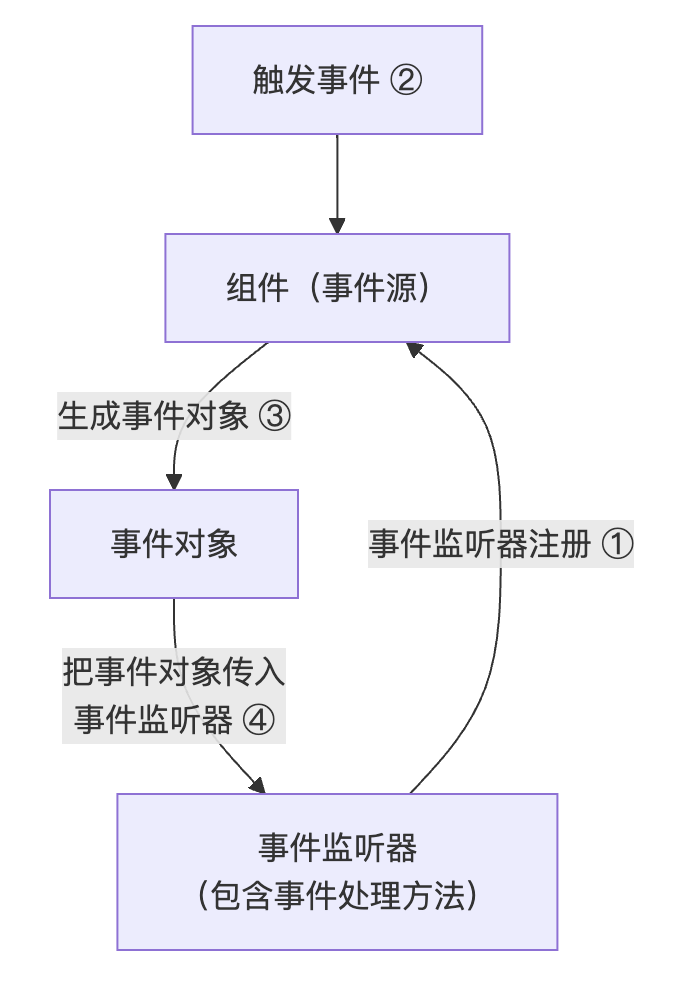 触发事件 ②
组件（事件源）
生成事件对象 ③
事件对象
事件监听器注册 ①
把事件对象传入
事件监听器 ④
事件监听器
（包含事件处理方法）